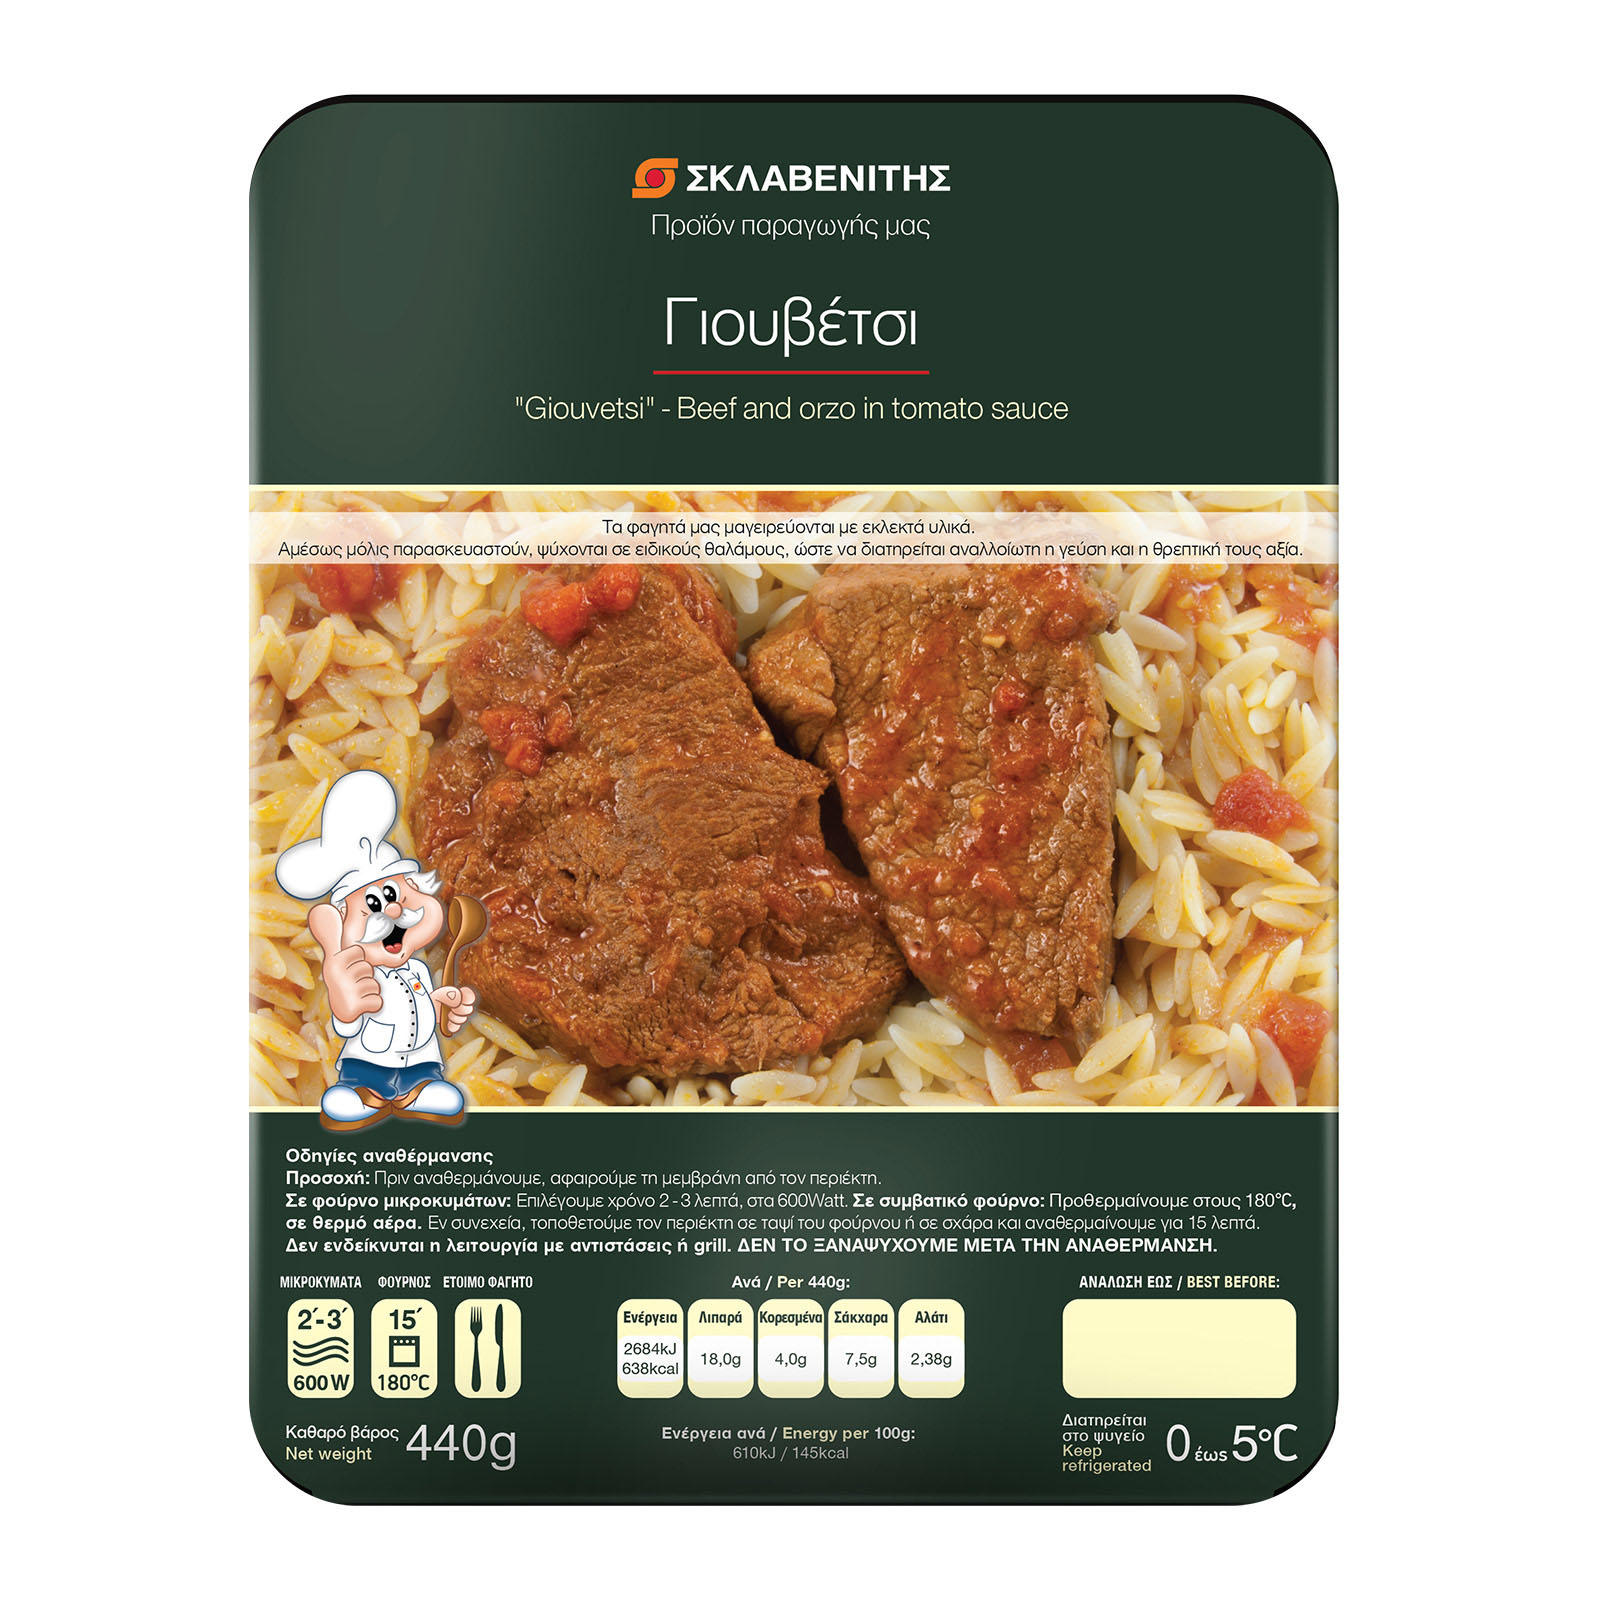 ΣΚΛΑΒΕΝΙΤΗΣ
Προϊόν παραγωγής μας
Γιουβέτσι
"Giouvetsi" - Beef and orzo in tomato sauce
Τα φαγητά μας μαγειρεύονται με εκλεκτά υλικά.
Αμέσως μόλις παρασκευαστούν, ψύχονται σε ειδικούς θαλάμους, ώστε να διατηρείται αναλλοίωτη η γεύση και η θρεπτική τους αξία.
Οδηγίες αναθέρμανσης
Προσοχή: Πριν αναθερμάνουμε, αφαιρούμε τη μεμβράνη από τον περιέκτη.
Σε φούρνο μικροκυμάτων: Επιλέγουμε χρόνο 2 - 3 λεπτά, στα 600Watt. Σε συμβατικό φούρνο: Προθερμαίνουμε στους 180°C,
σε θερμό αέρα. Εν συνεχεία, τοποθετούμε τον περιέκτη σε ταψί του φούρνου ή σε σχάρα και αναθερμαίνουμε για 15 λεπτά.
Δεν ενδείκνυται η λειτουργία με αντιστάσεις ή grill. ΔΕΝ ΤΟ ΞΑΝΑΨΥΧΟΥΜΕ ΜΕΤΑ ΤΗΝ ΑΝΑΘΕΡΜΑΝΣΗ.
ΜΙΚΡΟΚΥΜΑΤΑ ΦΟΥΡΝΟΣ ΕΤΟΙΜΟ ΦΑΓΗΤΟ
2΄-3΄ 15΄
600W 180°C
Ανά / Per 440g:
Ενέργεια Λιπαρά Κορεσμένα Σάκχαρα Αλάτι
2684kJ
638kcal 18,0g 4,0g 7,5g 2,38g
ΑΝΑΛΩΣΗ ΕΩΣ / BEST BEFORE:
Καθαρό βάρος
Net weight
440g
Ενέργεια ανά / Energy per 100g:
610kJ / 145kcal
Διατηρείται
στο ψυγείο
Keep
refrigerated
0 έως 5°C